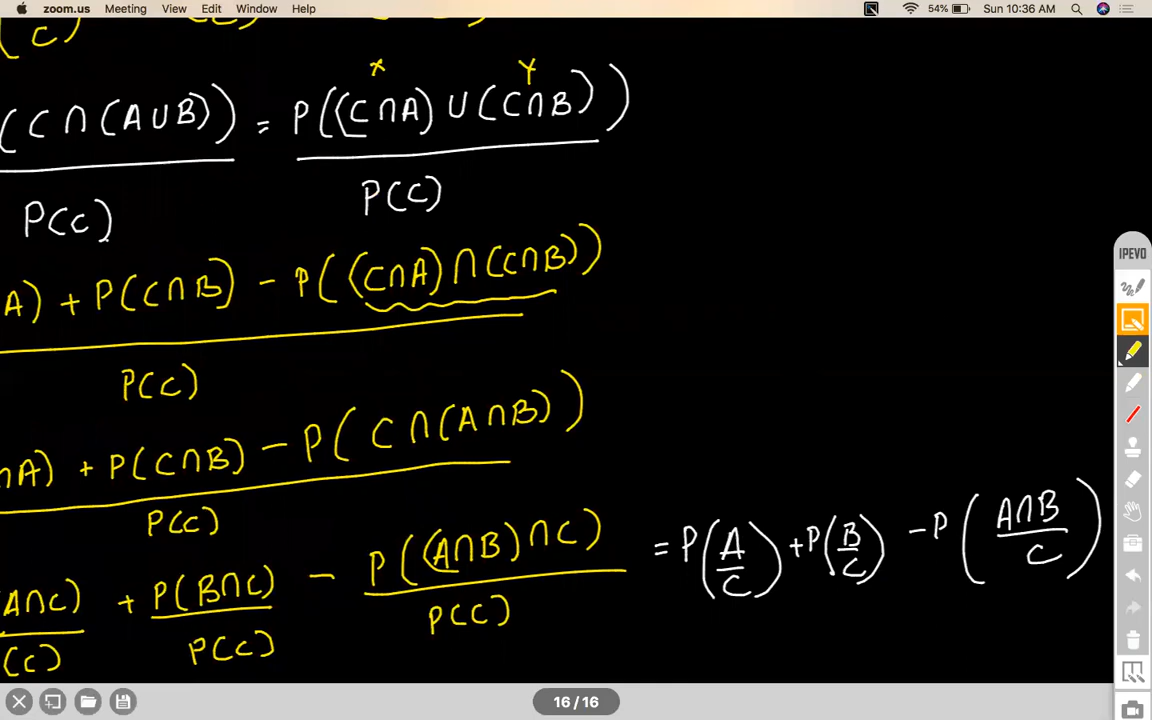 zoom.us Meeting View Edit Window Help 54% Sun 10:36 AM
C
x y
(C∩(A∪B)) = P((C∩A) ∪ (C∩B))
P(C) P(C)
A) + P(C∩B) - P((C∩A) ∩ (C∩B))
P(C)
∩A) + P(C∩B) - P(C∩(A∩B))
P(C)
A∩C) + P(B∩C) - P((A∩B)∩C) = P(A/C) + P(B/C) - P(A∩B/C)
(C) P(C) P(C)
IPEVO
16/16